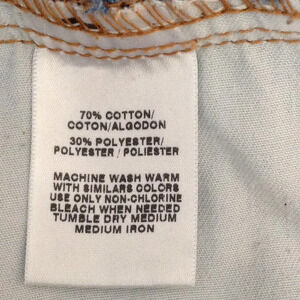 70% COTTON/
COTON/ALGODON
30% POLYESTER/
POLYESTER / POLIESTER
MACHINE WASH WARM
WITH SIMILARS COLORS
USE ONLY NON-CHLORINE
BLEACH WHEN NEEDED
TUMBLE DRY MEDIUM
MEDIUM IRON